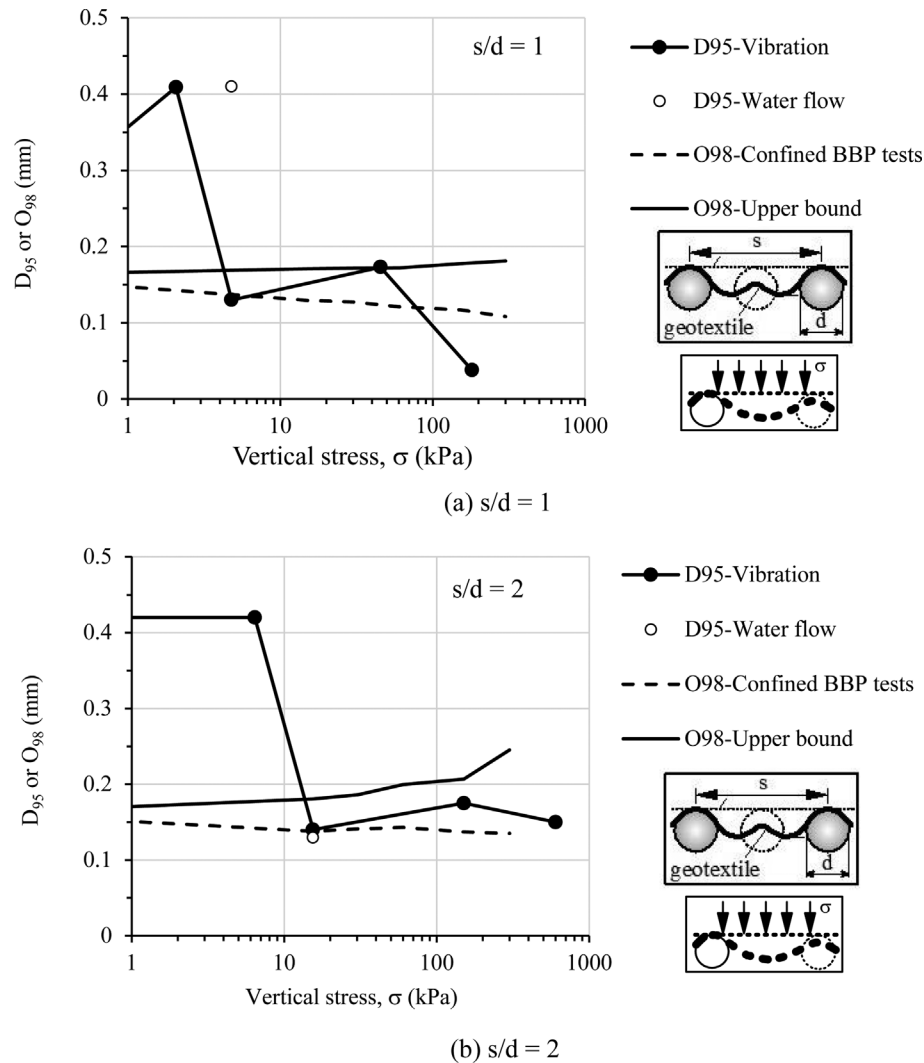 0.5
s/d = 1
0.4
0.3
0.2
0.1
0
D95 or O98 (mm)
1
10
100
1000
Vertical stress, σ (kPa)
D95-Vibration
D95-Water flow
O98-Confined BBP tests
O98-Upper bound
s
geotextile
d
σ
(a) s/d = 1
0.5
s/d = 2
0.4
0.3
0.2
0.1
0
D95 or O98 (mm)
1
10
100
1000
Vertical stress, σ (kPa)
D95-Vibration
D95-Water flow
O98-Confined BBP tests
O98-Upper bound
s
geotextile
d
σ
(b) s/d = 2